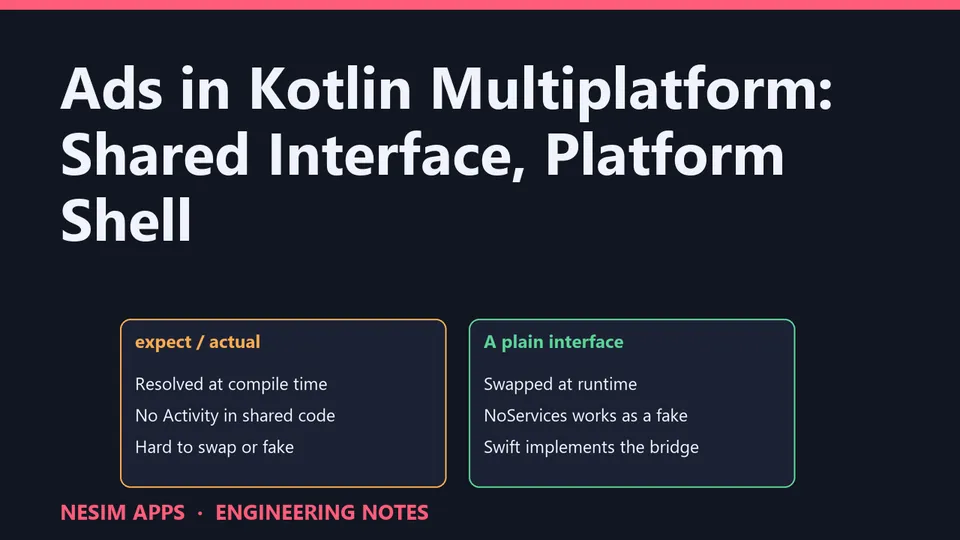 Ads in Kotlin Multiplatform:
Shared Interface, Platform
Shell
expect / actual
Resolved at compile time
No Activity in shared code
Hard to swap or fake
A plain interface
Swapped at runtime
NoServices works as a fake
Swift implements the bridge
NESIM APPS · ENGINEERING NOTES